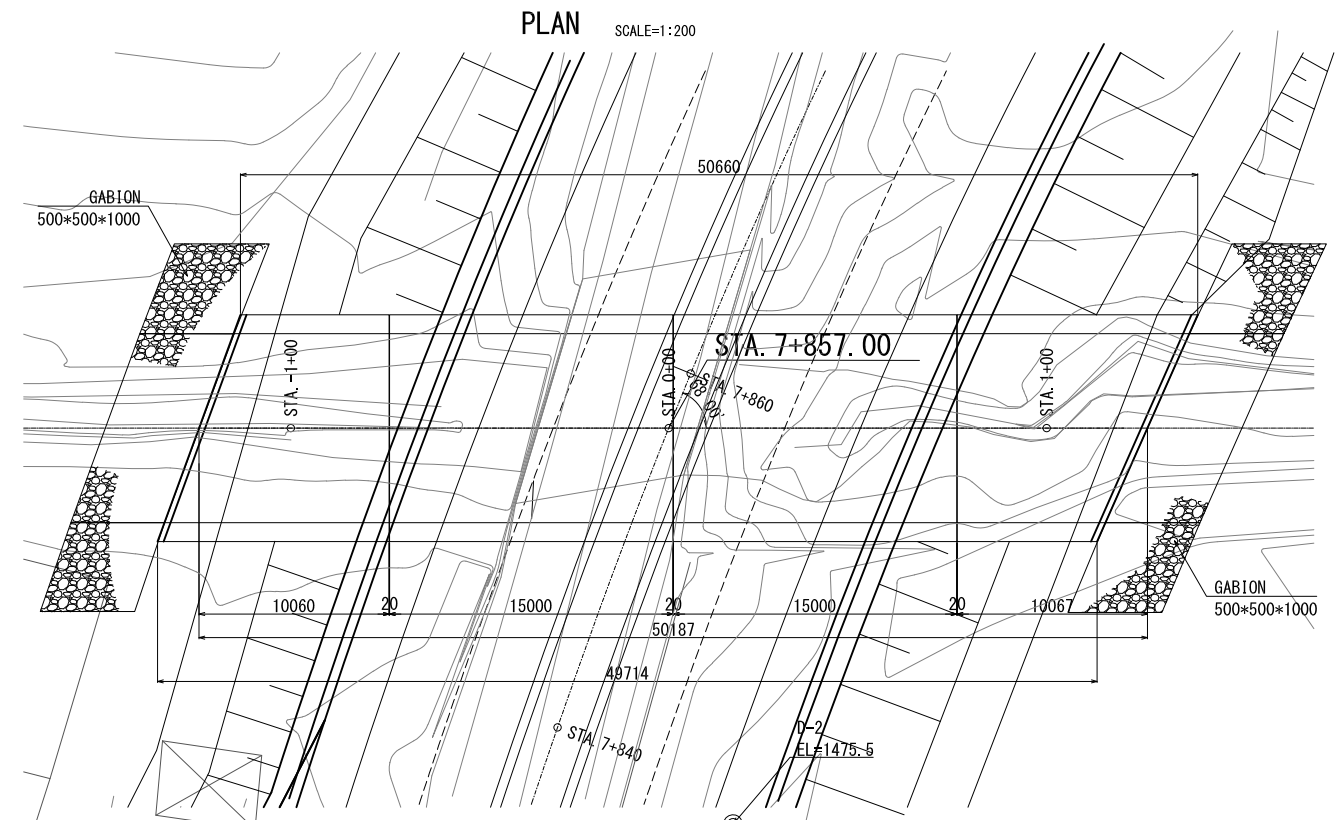 PLAN SCALE=1:200
50660
GABION
500*500*1000
STA. 7+857.00
STA. -1+00
STA. 0+00
STA. 1+00
STA. 7+860
10060 20 15000 20 15000 20 10067
50187
49714
GABION
500*500*1000
STA. 7+840
D-2
EL=1475.5